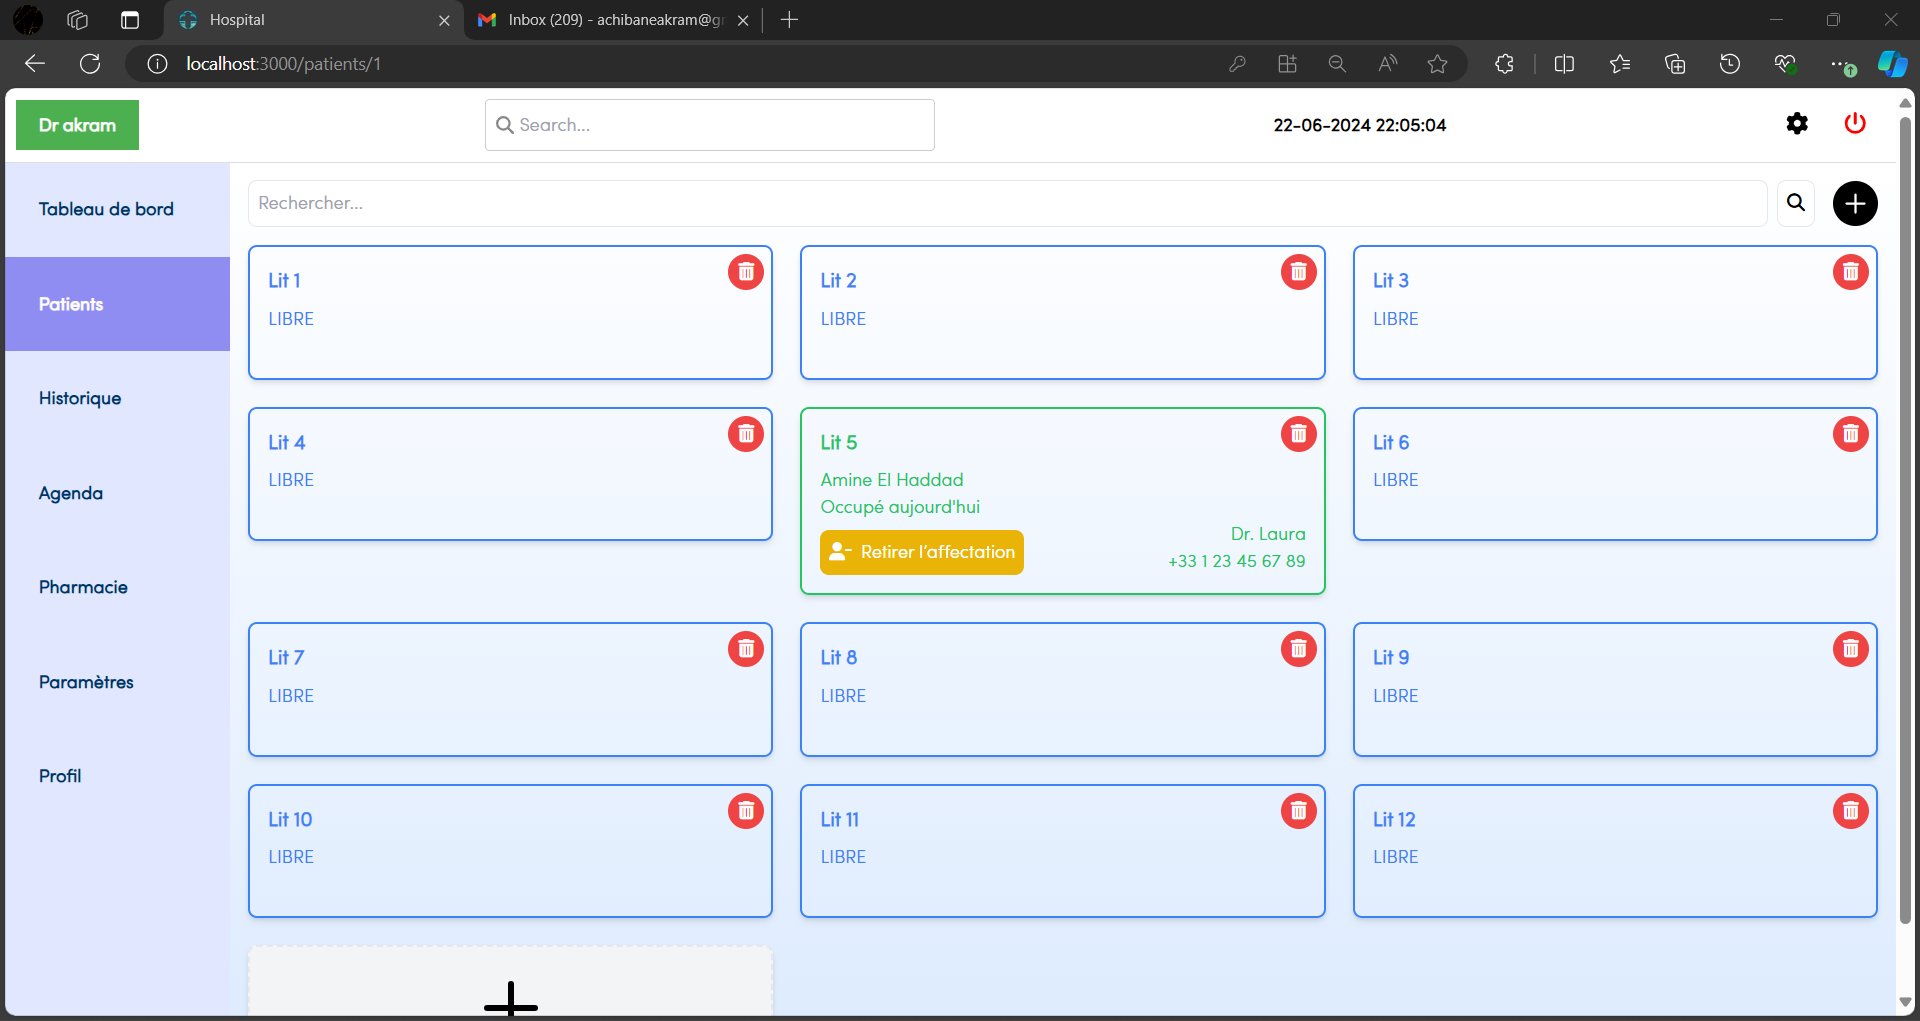 Hospital
Inbox (209) - achibaneakram@g
localhost:3000/patients/1
Dr akram
Search...
22-06-2024 22:05:04
Tableau de bord
Patients
Historique
Agenda
Pharmacie
Paramètres
Profil
Rechercher...
Lit 1
LIBRE
Lit 2
LIBRE
Lit 3
LIBRE
Lit 4
LIBRE
Lit 5
Amine El Haddad
Occupé aujourd'hui
Retirer l'affectation
Dr. Laura
+33 1 23 45 67 89
Lit 6
LIBRE
Lit 7
LIBRE
Lit 8
LIBRE
Lit 9
LIBRE
Lit 10
LIBRE
Lit 11
LIBRE
Lit 12
LIBRE